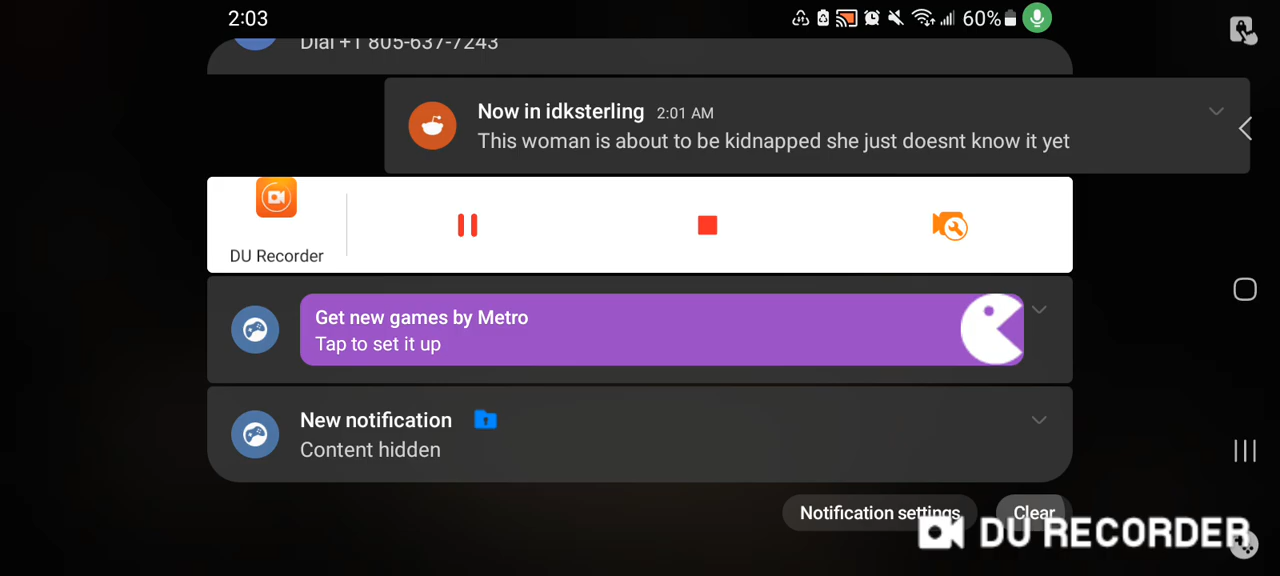 2:03
60%
Dial +1 805-637-7243
Now in idksterling 2:01 AM
This woman is about to be kidnapped she just doesnt know it yet
DU Recorder
Get new games by Metro
Tap to set it up
New notification
Content hidden
Notification settings Clear
DU RECORDER